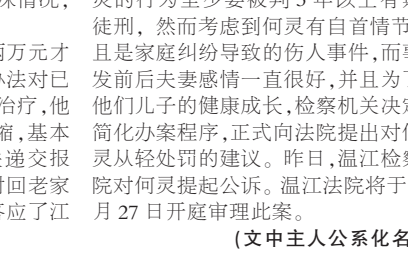 殊情况，
两万元才
办法对已
治疗，他
缩，基本
递交报
对回老家
答应了江
灵的行为至少要被判5年以上有
徒刑，然而考虑到何灵有自首情节
且是家庭纠纷导致的伤人事件，而事
发前后夫妻感情一直很好，并且为了
他们儿子的健康成长，检察机关决定
简化办案程序，正式向法院提出对何
灵从轻处罚的建议。昨日，温江检察
院对何灵提起公诉。温江法院将于
月27日开庭审理此案。
(文中主人公系化名